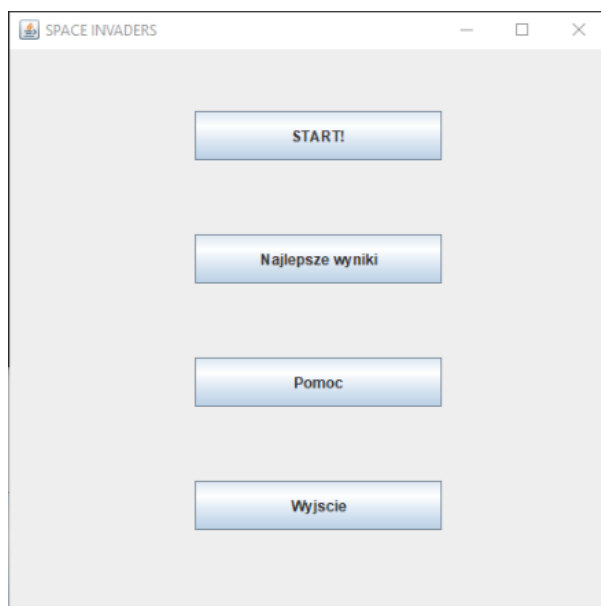 SPACE INVADERS
START!
Najlepsze wyniki
Pomoc
Wyjscie